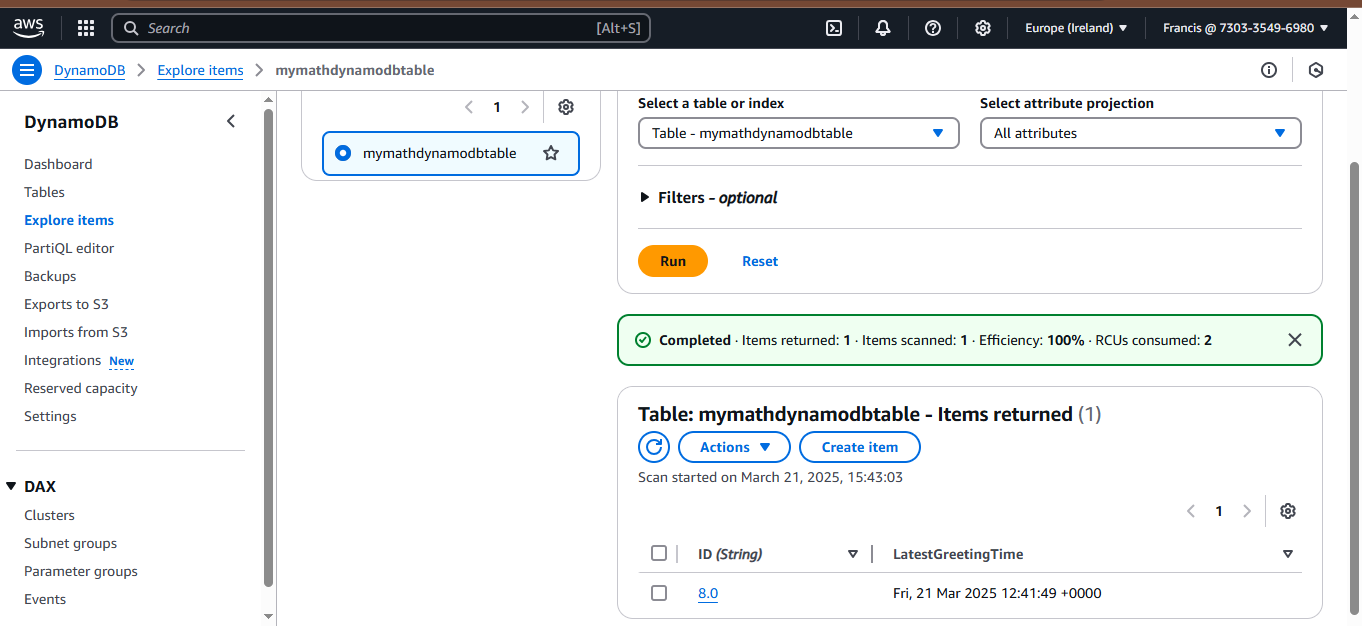 aws
Search [Alt+S]
Europe (Ireland)
Francis @ 7303-3549-6980
DynamoDB
Explore items
mymathdynamodbtable
DynamoDB
Dashboard
Tables
Explore items
PartiQL editor
Backups
Exports to S3
Imports from S3
Integrations New
Reserved capacity
Settings
DAX
Clusters
Subnet groups
Parameter groups
Events
1
mymathdynamodbtable
Select a table or index
Table - mymathdynamodbtable
Select attribute projection
All attributes
Filters - optional
Run Reset
Completed · Items returned: 1 · Items scanned: 1 · Efficiency: 100% · RCUs consumed: 2
Table: mymathdynamodbtable - Items returned (1)
Actions Create item
Scan started on March 21, 2025, 15:43:03
1
ID (String) LatestGreetingTime
8.0 Fri, 21 Mar 2025 12:41:49 +0000